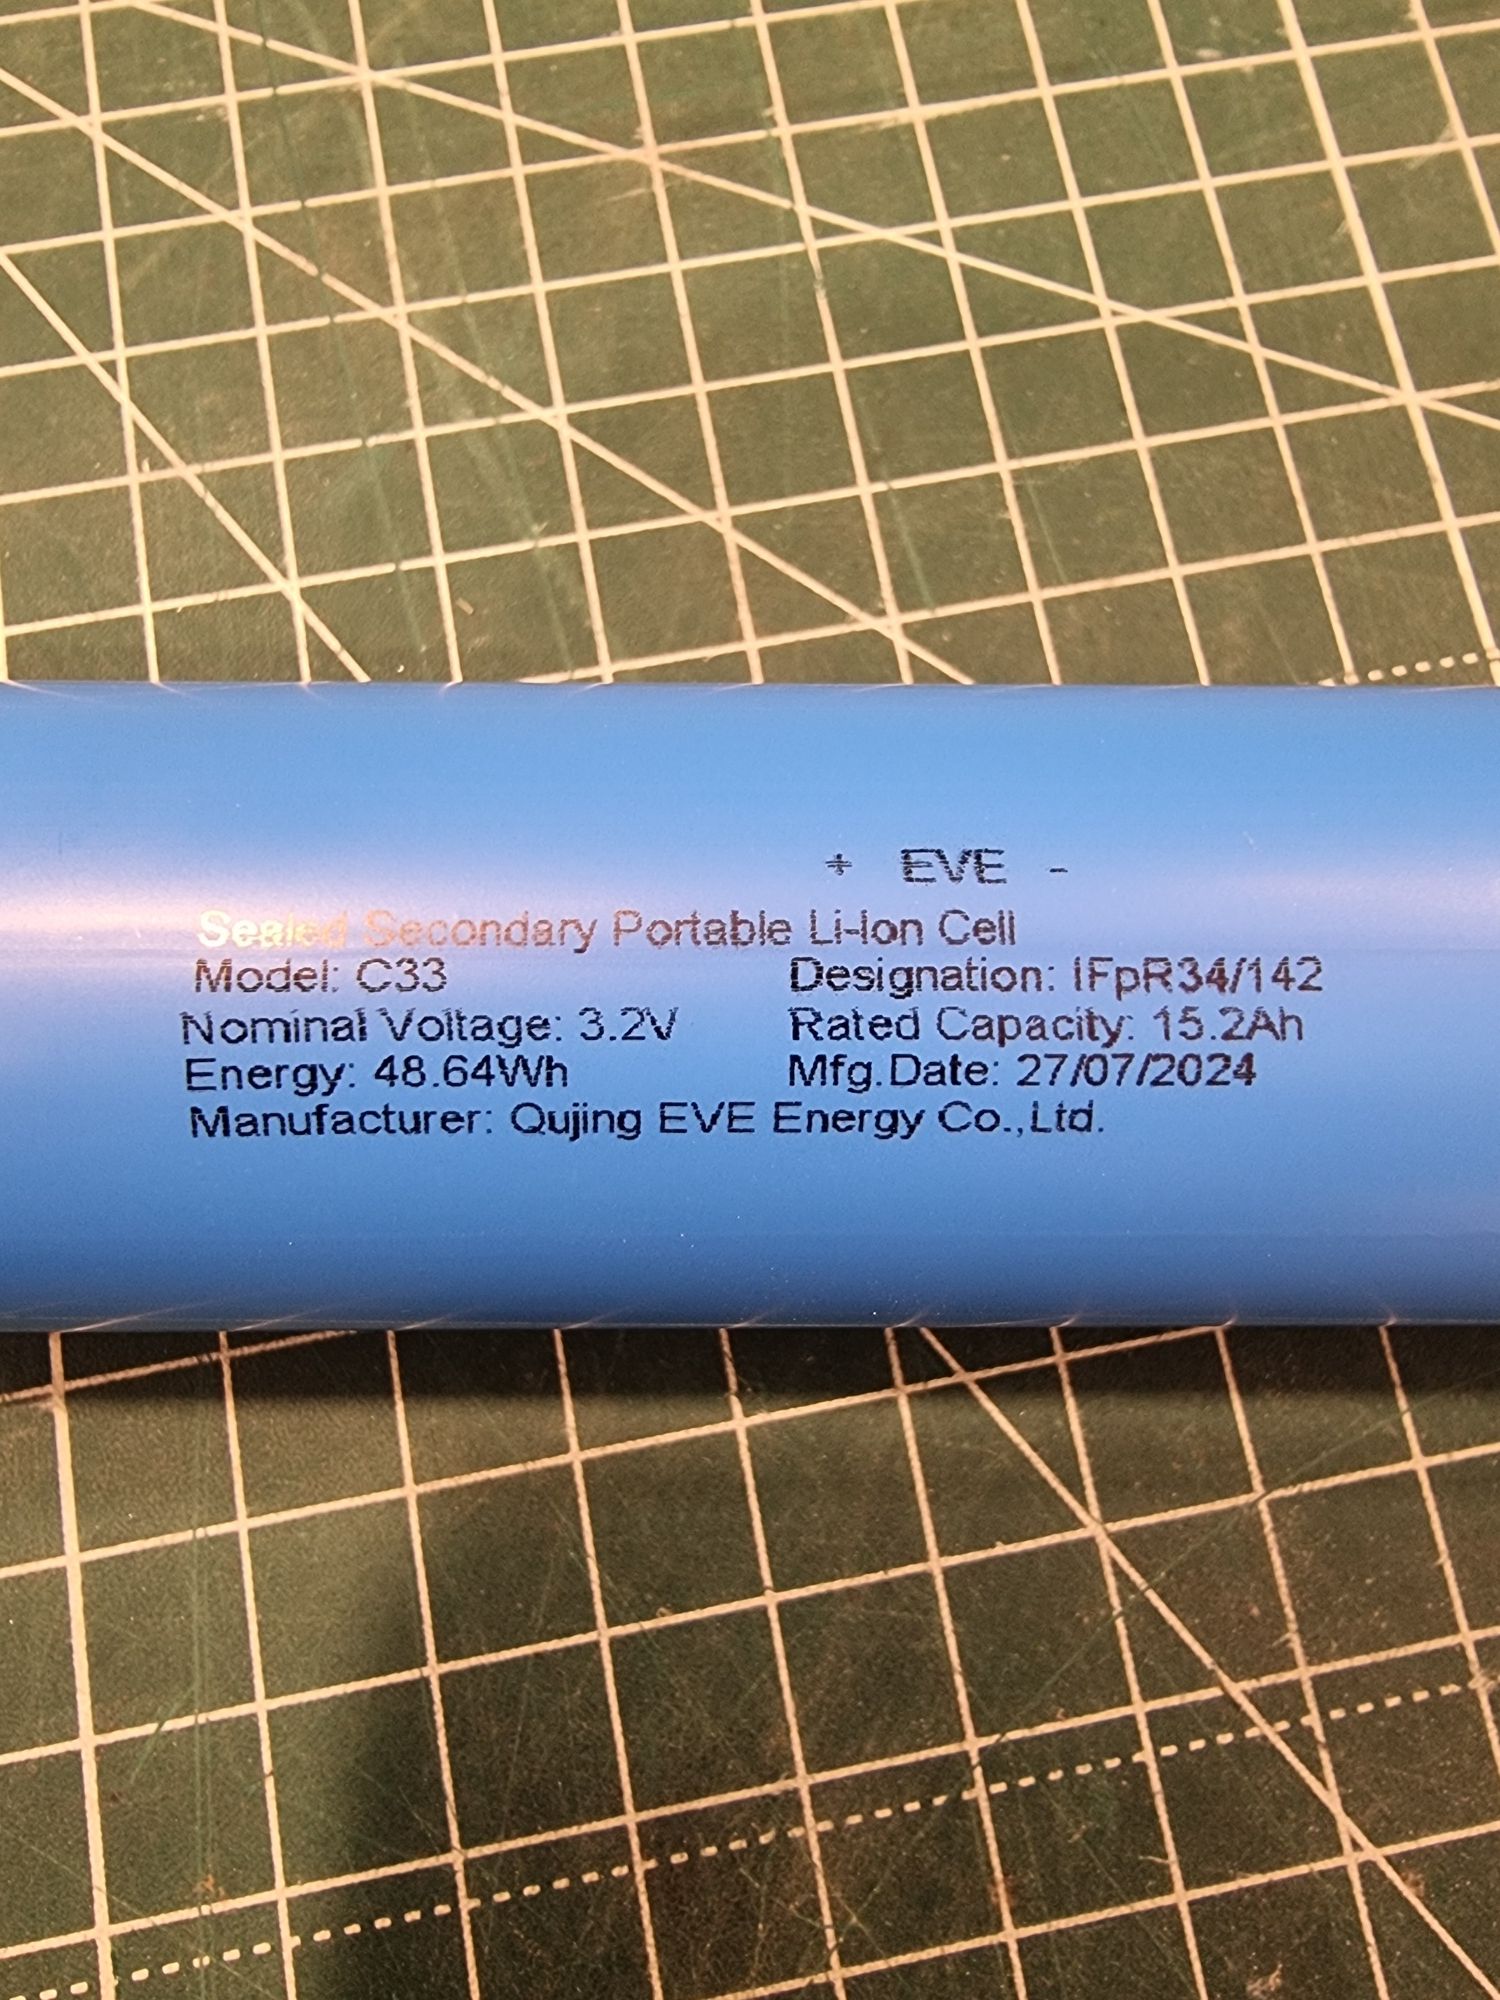 + EVE -
Sealed Secondary Portable Li-Ion Cell
Model: C33 Designation: IFpR34/142
Nominal Voltage: 3.2V Rated Capacity: 15.2Ah
Energy: 48.64Wh Mfg.Date: 27/07/2024
Manufacturer: Qujing EVE Energy Co.,Ltd.